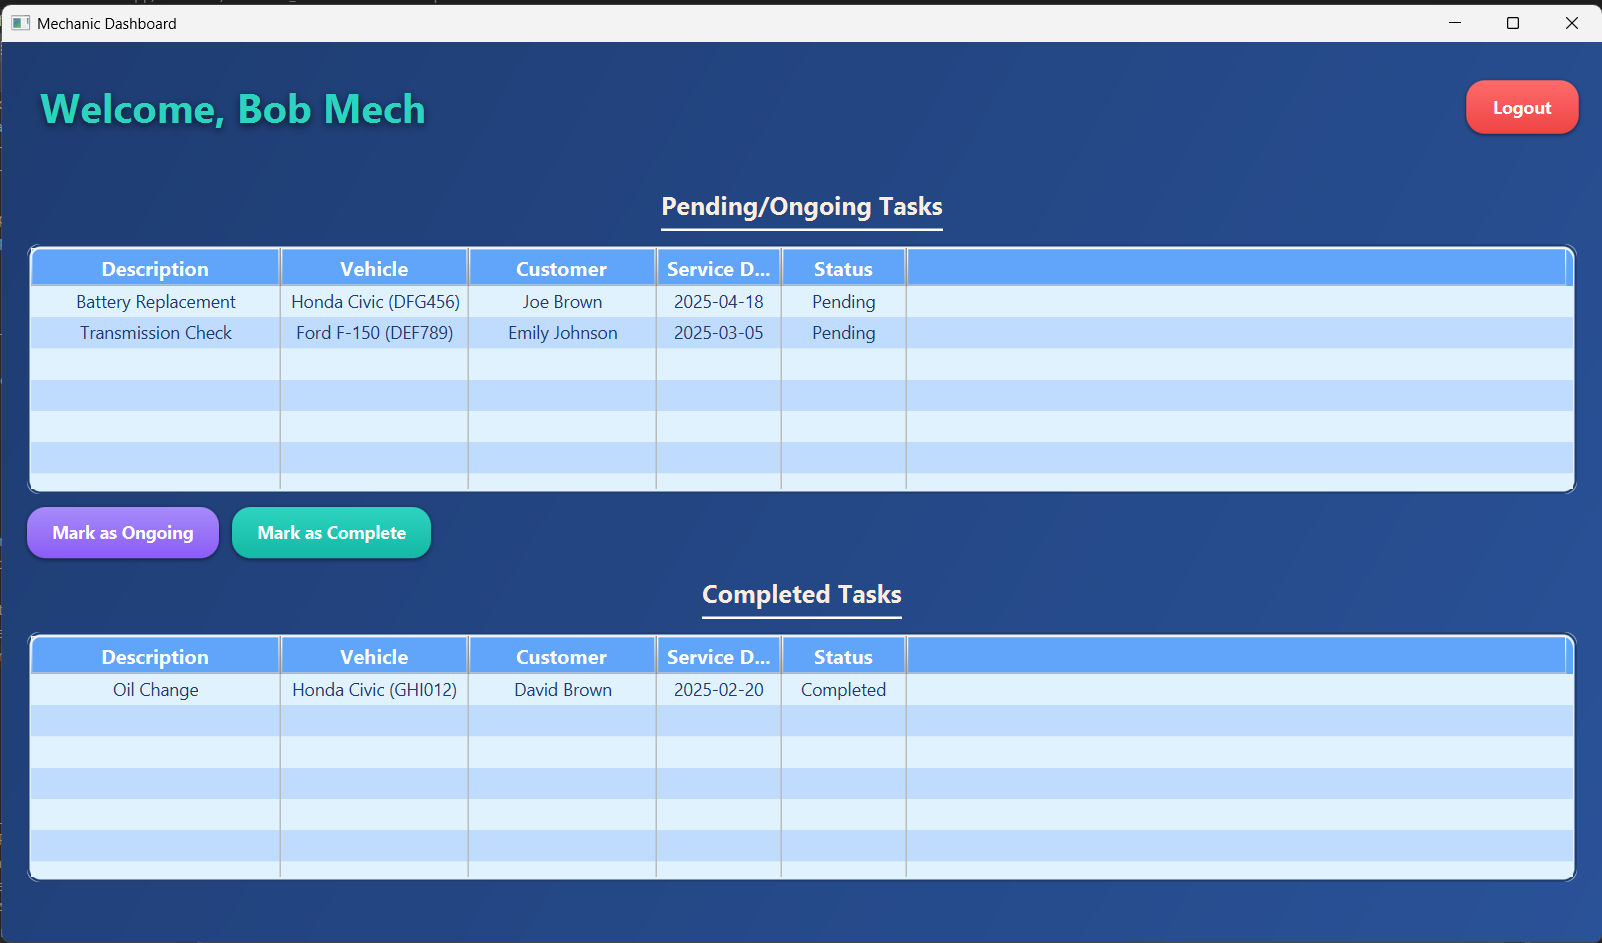 Mechanic Dashboard
Welcome, Bob Mech
Logout
Pending/Ongoing Tasks
Description Vehicle Customer Service D... Status
Battery Replacement Honda Civic (DFG456) Joe Brown 2025-04-18 Pending
Transmission Check Ford F-150 (DEF789) Emily Johnson 2025-03-05 Pending
Mark as Ongoing Mark as Complete
Completed Tasks
Description Vehicle Customer Service D... Status
Oil Change Honda Civic (GHI012) David Brown 2025-02-20 Completed